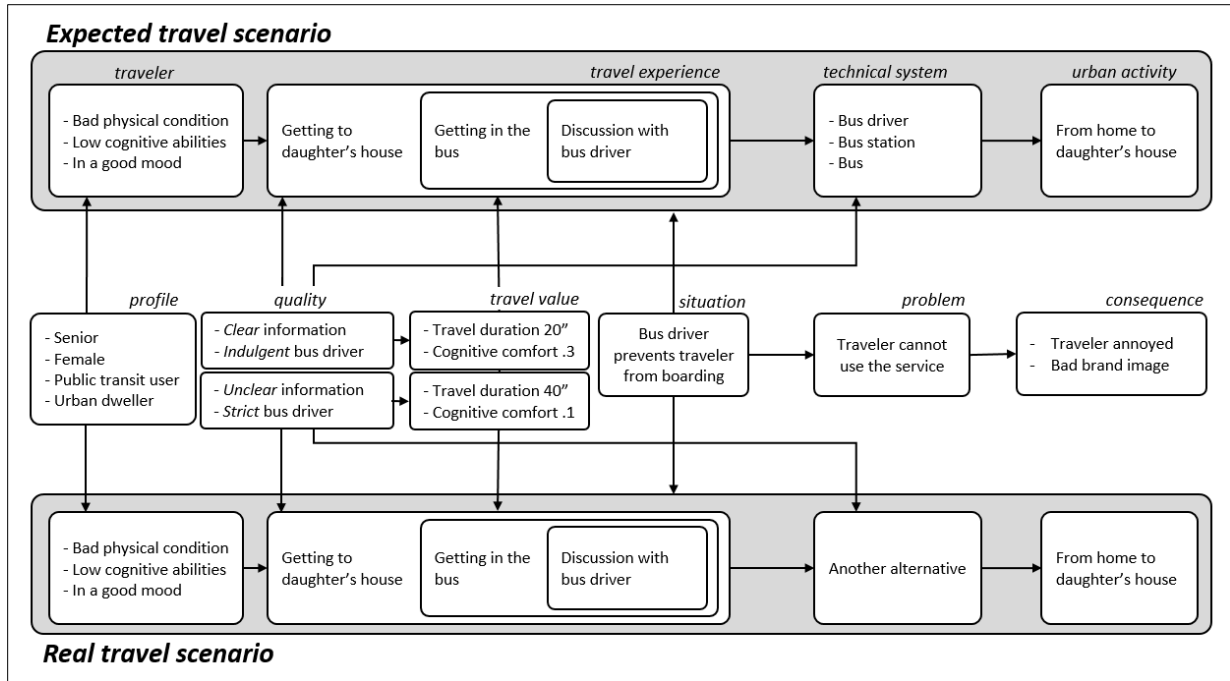 Expected travel scenario
traveler
travel experience
technical system
urban activity
- Bad physical condition
- Low cognitive abilities
- In a good mood
Getting to
daughter's house
Getting in the
bus
Discussion with
bus driver
- Bus driver
- Bus station
- Bus
From home to
daughter's house
profile
quality
travel value
situation
problem
consequence
- Senior
- Female
- Public transit user
- Urban dweller
- Clear information
- Indulgent bus driver
- Travel duration 20”
- Cognitive comfort .3
- Unclear information
- Strict bus driver
- Travel duration 40”
- Cognitive comfort .1
Bus driver
prevents traveler
from boarding
Traveler cannot
use the service
- Traveler annoyed
- Bad brand image
- Bad physical condition
- Low cognitive abilities
- In a good mood
Getting to
daughter's house
Getting in the
bus
Discussion with
bus driver
Another alternative
From home to
daughter's house
Real travel scenario